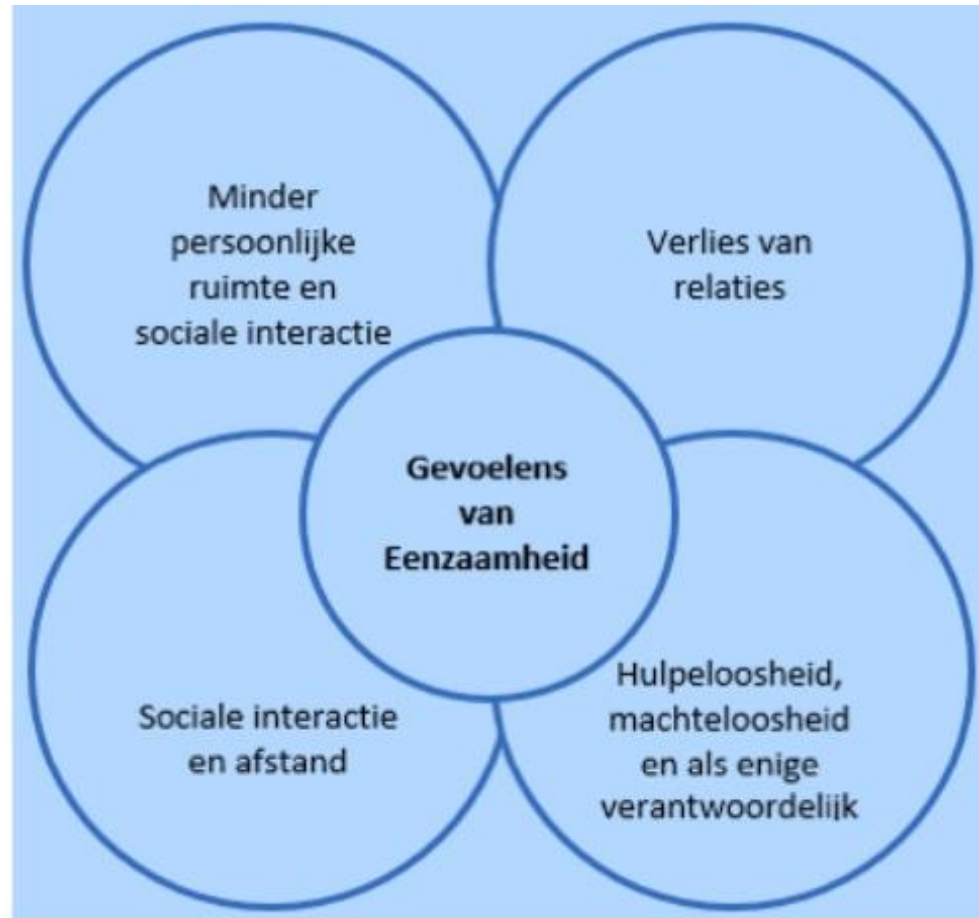 Minder
persoonlijke
ruimte en
sociale interactie
Verlies van
relaties
Gevoelens
van
Eenzaamheid
Sociale interactie
en afstand
Hulpeloosheid,
machteloosheid
en als enige
verantwoordelijk